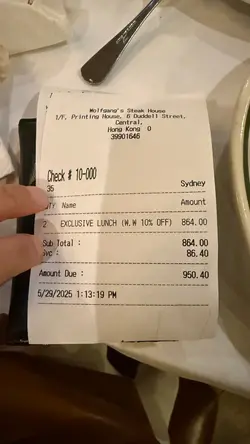 Wolfgang's Steak House
1/F, Printing House, 6 Duddell Street,
Central,
Hong Kong 0
39901646
Check # 10-000
35 Sydney
QTY Name Amount
2 EXCLUSIVE LUNCH (W,W 10% OFF) 864.00
Sub Total : 864.00
Svc : 86.40
Amount Due : 950.40
5/29/2025 1:13:19 PM